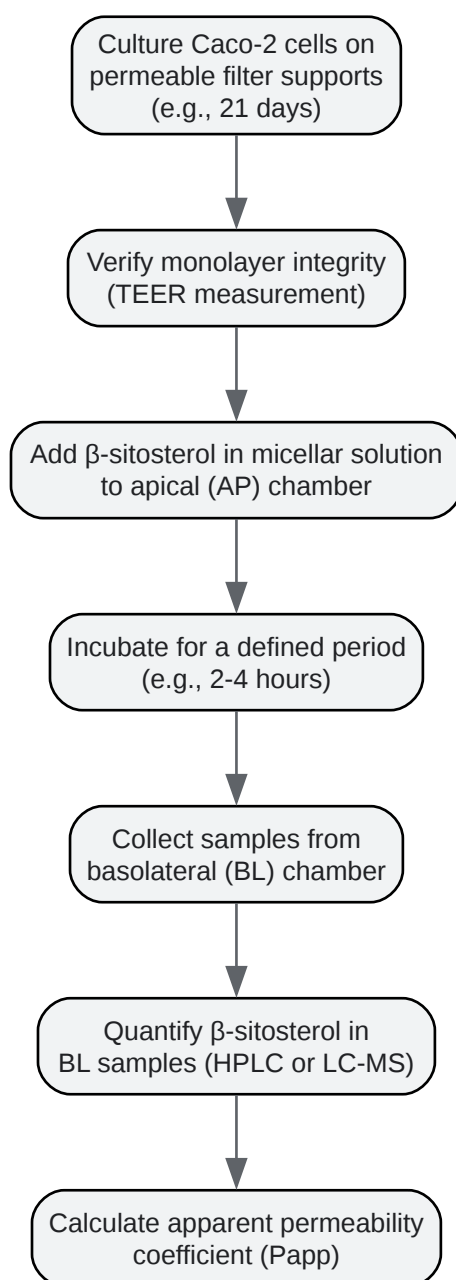 Culture Caco-2 cells on
permeable filter supports
(e.g., 21 days)
Verify monolayer integrity
(TEER measurement)
Add β-sitosterol in micellar solution
to apical (AP) chamber
Incubate for a defined period
(e.g., 2-4 hours)
Collect samples from
basolateral (BL) chamber
Quantify β-sitosterol in
BL samples (HPLC or LC-MS)
Calculate apparent permeability
coefficient (Papp)